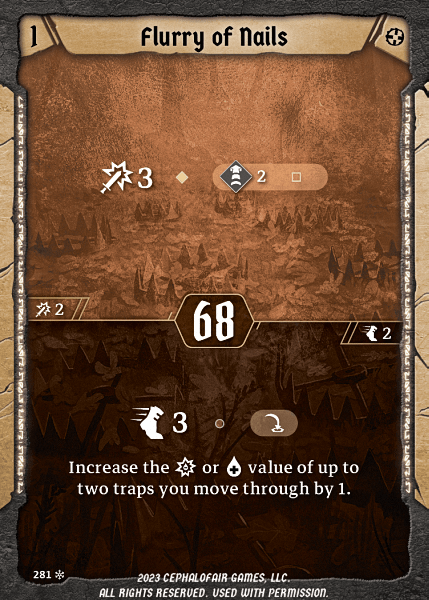 1
Flurry of Nails
3
2
2
68
2
3
Increase the or value of up to
two traps you move through by 1.
281
2023 CEPHALOFAIR GAMES, LLC.
ALL RIGHTS RESERVED. USED WITH PERMISSION.